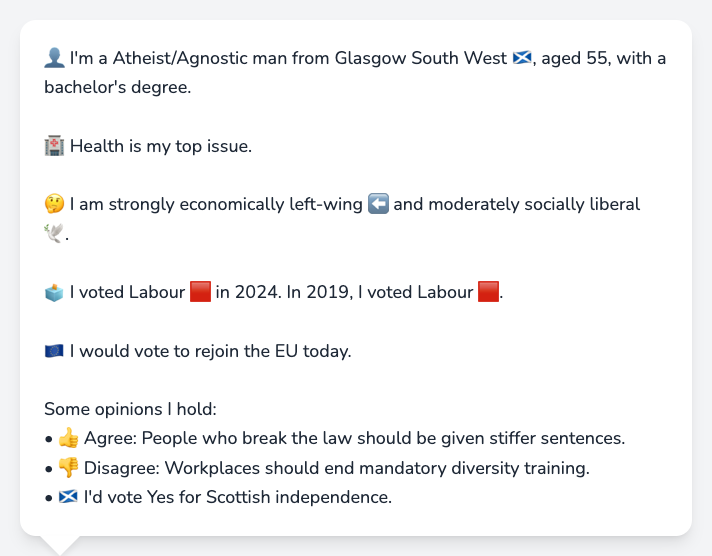 👤 I'm a Atheist/Agnostic man from Glasgow South West 🏴󠁧󠁢󠁳󠁣󠁴󠁿, aged 55, with a
bachelor's degree.
🏥 Health is my top issue.
🤔 I am strongly economically left-wing ⬅️ and moderately socially liberal
🕊️.
🗳️ I voted Labour 🟥 in 2024. In 2019, I voted Labour 🟥.
🇪🇺 I would vote to rejoin the EU today.
Some opinions I hold:
• 👍 Agree: People who break the law should be given stiffer sentences.
• 👎 Disagree: Workplaces should end mandatory diversity training.
• 🏴󠁧󠁢󠁳󠁣󠁴󠁿 I'd vote Yes for Scottish independence.